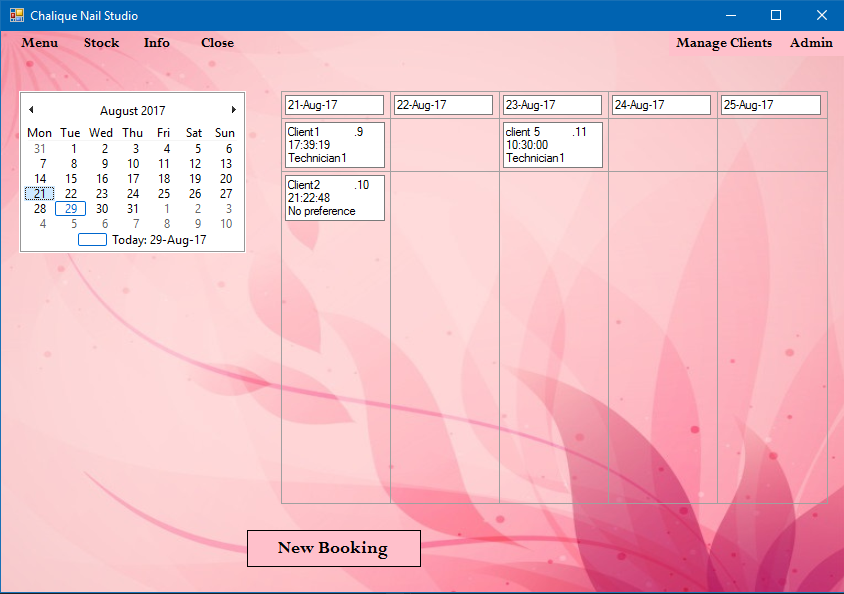 Chalique Nail Studio
Menu Stock Info Close Manage Clients Admin
August 2017
Mon Tue Wed Thu Fri Sat Sun
31 1 2 3 4 5 6
7 8 9 10 11 12 13
14 15 16 17 18 19 20
21 22 23 24 25 26 27
28 29 30 31 1 2 3
4 5 6 7 8 9 10
Today: 29-Aug-17
21-Aug-17 22-Aug-17 23-Aug-17 24-Aug-17 25-Aug-17
Client1 .9
17:39:19
Technician1
client 5 .11
10:30:00
Technician1
Client2 .10
21:22:48
No preference
New Booking